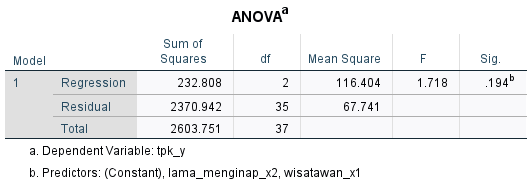 ANOVAa
Model Sum of Squares df Mean Square F Sig.
1 Regression 232.808 2 116.404 1.718 .194b
Residual 2370.942 35 67.741
Total 2603.751 37
a. Dependent Variable: tpk_y
b. Predictors: (Constant), lama_menginap_x2, wisatawan_x1